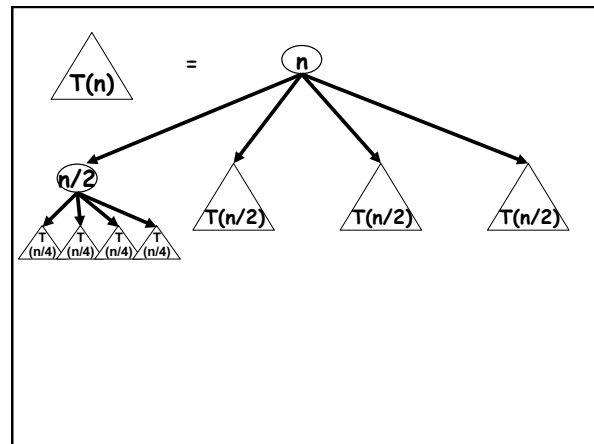 T(n) = n
n/2
T(n/2) T(n/2) T(n/2)
T T T T
(n/4) (n/4) (n/4) (n/4)